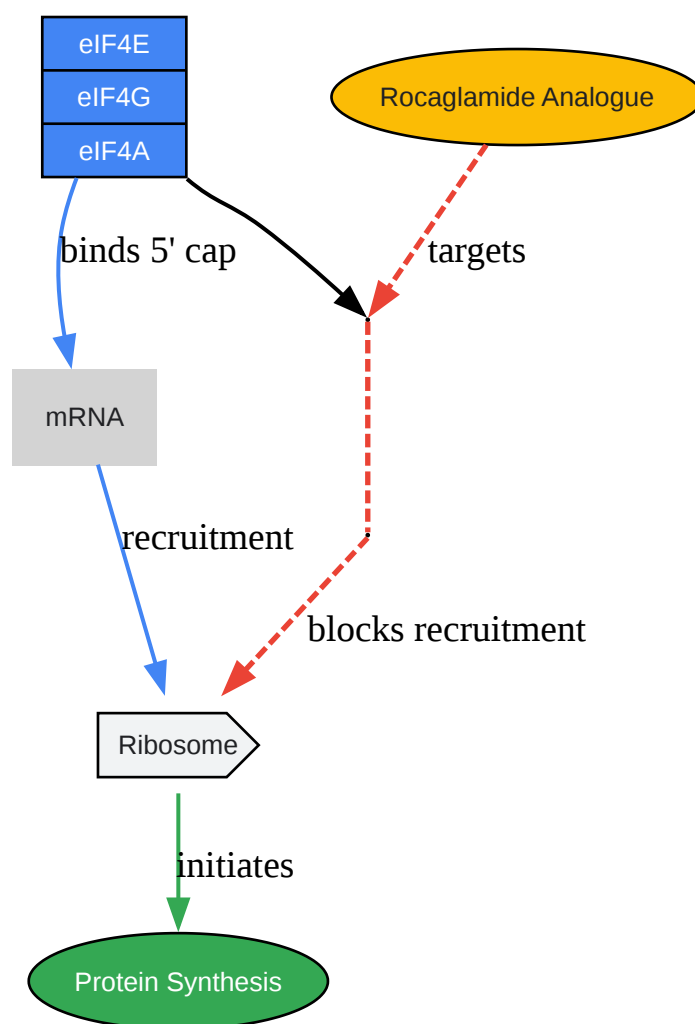 eIF4E
eIF4G
eIF4A
Rocaglamide Analogue
binds 5' cap
targets
mRNA
recruitment
blocks recruitment
Ribosome
initiates
Protein Synthesis